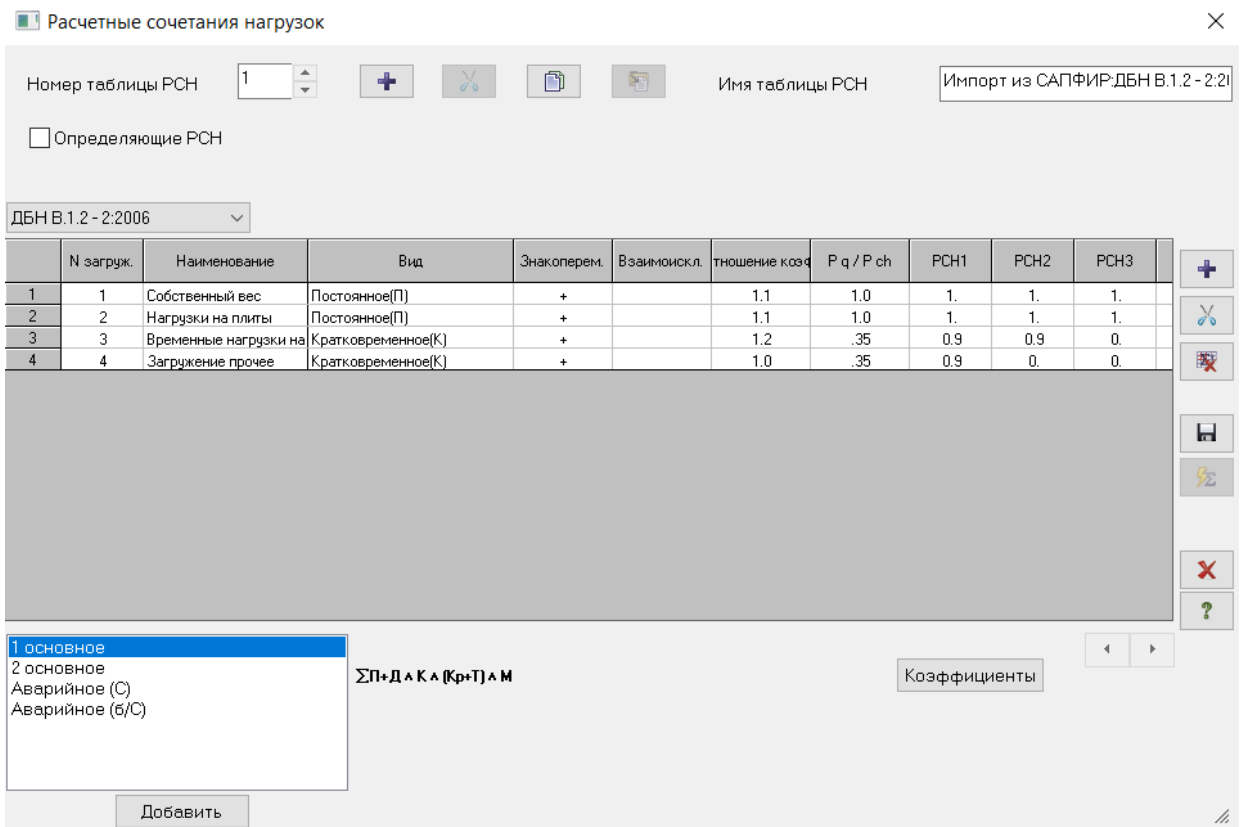 Расчетные сочетания нагрузок
Номер таблицы РСН 1 Имя таблицы РСН Импорт из САПФИР:ДБН В.1.2 - 2:2
Определяющие РСН
ДБН В.1.2 - 2:2006
N загруж. Наименование Вид Знакоперем. Взаимоискл. тношение коэф P q / P ch РСН1 РСН2 РСН3
1 1 Собственный вес Постоянное(П) + 1.1 1.0 1. 1. 1.
2 2 Нагрузки на плиты Постоянное(П) + 1.1 1.0 1. 1. 1.
3 3 Временные нагрузки на Кратковременное(К) + 1.2 .35 0.9 0.9 0.
4 4 Загружение прочее Кратковременное(К) + 1.0 .35 0.9 0. 0.
1 основное
2 основное
Аварийное (С)
Аварийное (б/С)
∑П+Д ∧ К ∧ (Кр+Т) ∧ М
Коэффициенты
Добавить